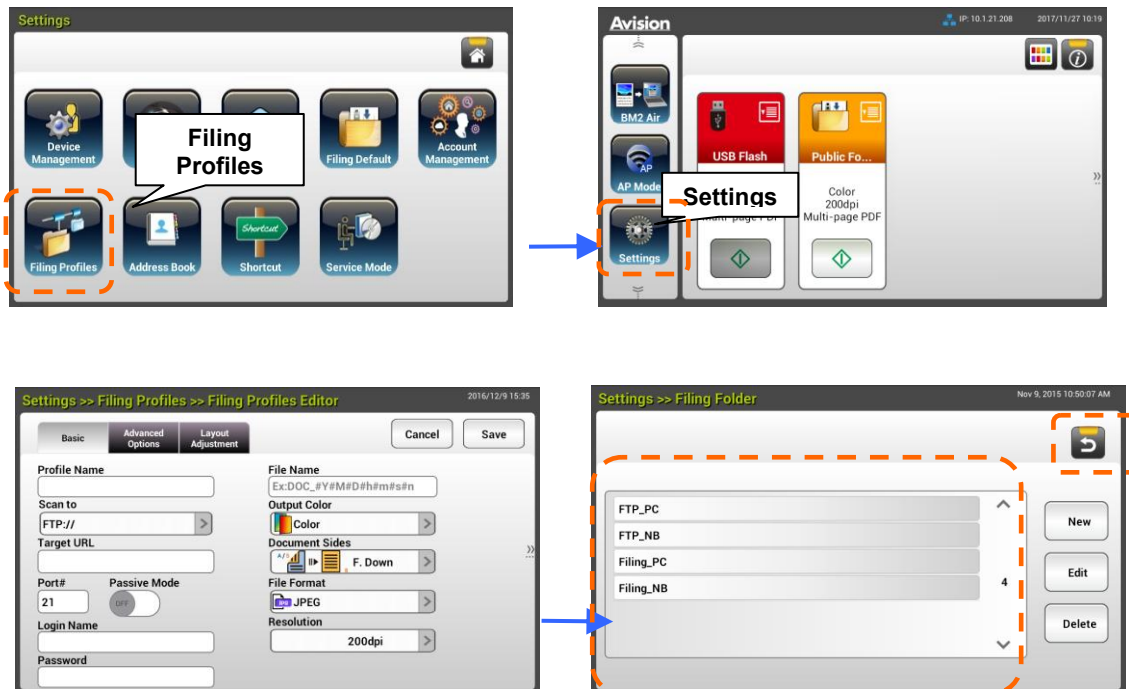 Settings
Device
Management
Filing
Profiles
Filing Default
Account
Management
Filing Profiles
Address Book
Shortcut
Shortcut
Service Mode
Avision
IP: 10.1.21.208
2017/11/27 10:19
BM2 Air
AP
AP Mode
Settings
Settings
USB Flash
Public Fo...
Color
200dpi
Multi-page PDF
Settings >> Filing Profiles >> Filing Profiles Editor
2016/12/9 15:35
Basic
Advanced
Options
Layout
Adjustment
Cancel
Save
Profile Name
Scan to
FTP://
Target URL
Port#
Passive Mode
21
OFF
Login Name
Password
File Name
Ex:DOC_#Y#M#D#h#m#s#n
Output Color
Color
Document Sides
F. Down
File Format
JPEG
Resolution
200dpi
Settings >> Filing Folder
Nov 9, 2015 10:50:07 AM
FTP_PC
FTP_NB
Filing_PC
Filing_NB
4
New
Edit
Delete